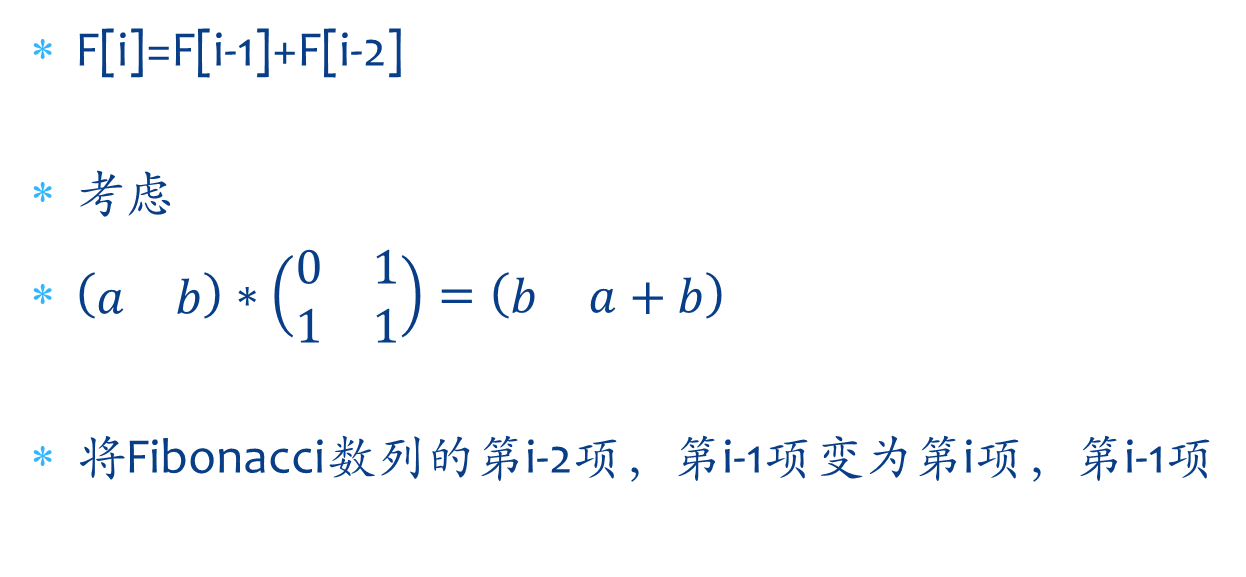 * F[i]=F[i-1]+F[i-2]
* 考虑
* (a b) * (0 1
1 1) = (b a + b)
* 将Fibonacci数列的第i-2项，第i-1项变为第i项，第i-1项